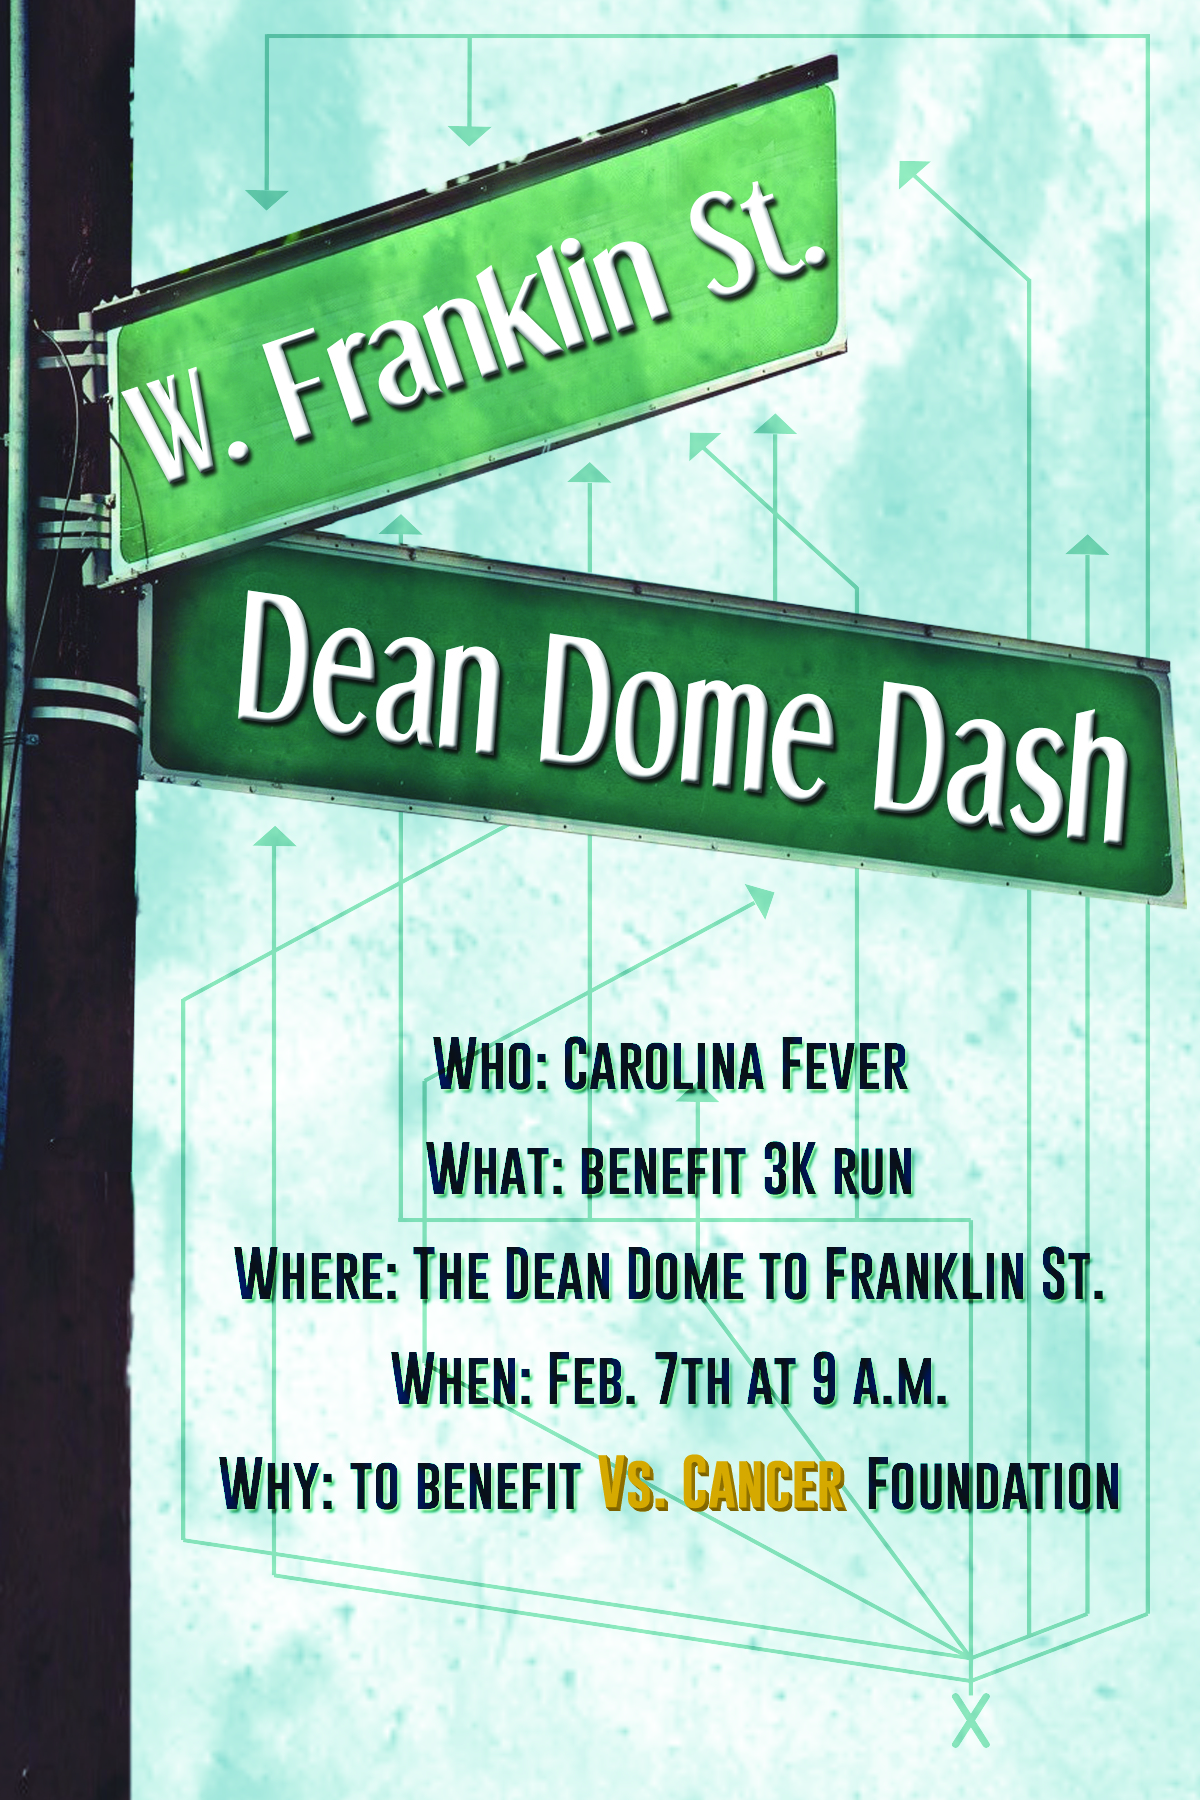 W. Franklin St.
Dean Dome Dash
Who: Carolina Fever
What: benefit 3K run
Where: The Dean Dome to Franklin St.
When: Feb. 7th at 9 a.m.
Why: to benefit Vs. Cancer Foundation
X